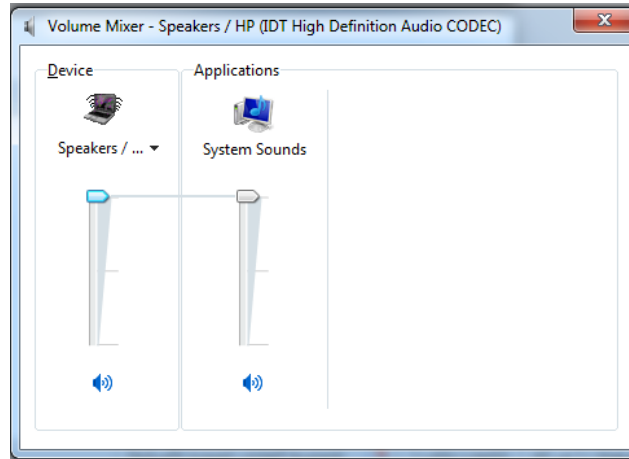 Volume Mixer - Speakers / HP (IDT High Definition Audio CODEC)
Device
Applications
Speakers / ...
System Sounds